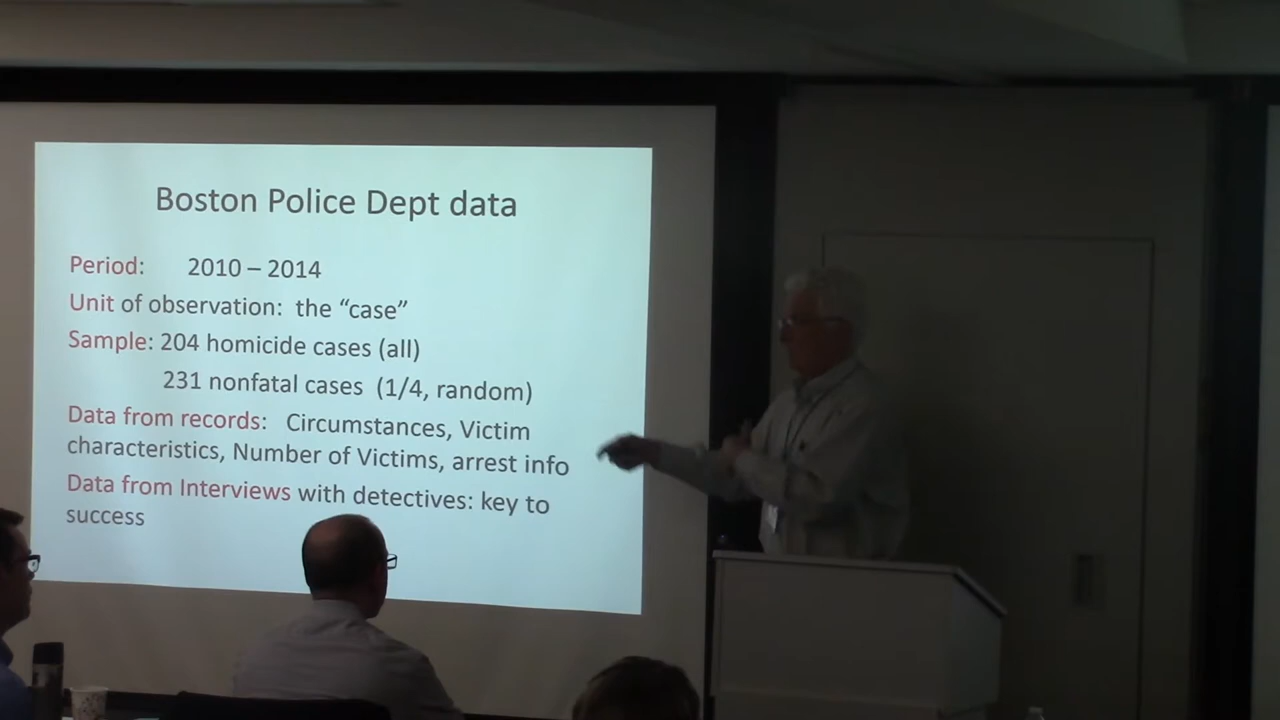 Boston Police Dept data
Period: 2010 – 2014
Unit of observation: the “case”
Sample: 204 homicide cases (all)
231 nonfatal cases (1/4, random)
Data from records: Circumstances, Victim
characteristics, Number of Victims, arrest info
Data from Interviews with detectives: key to
success